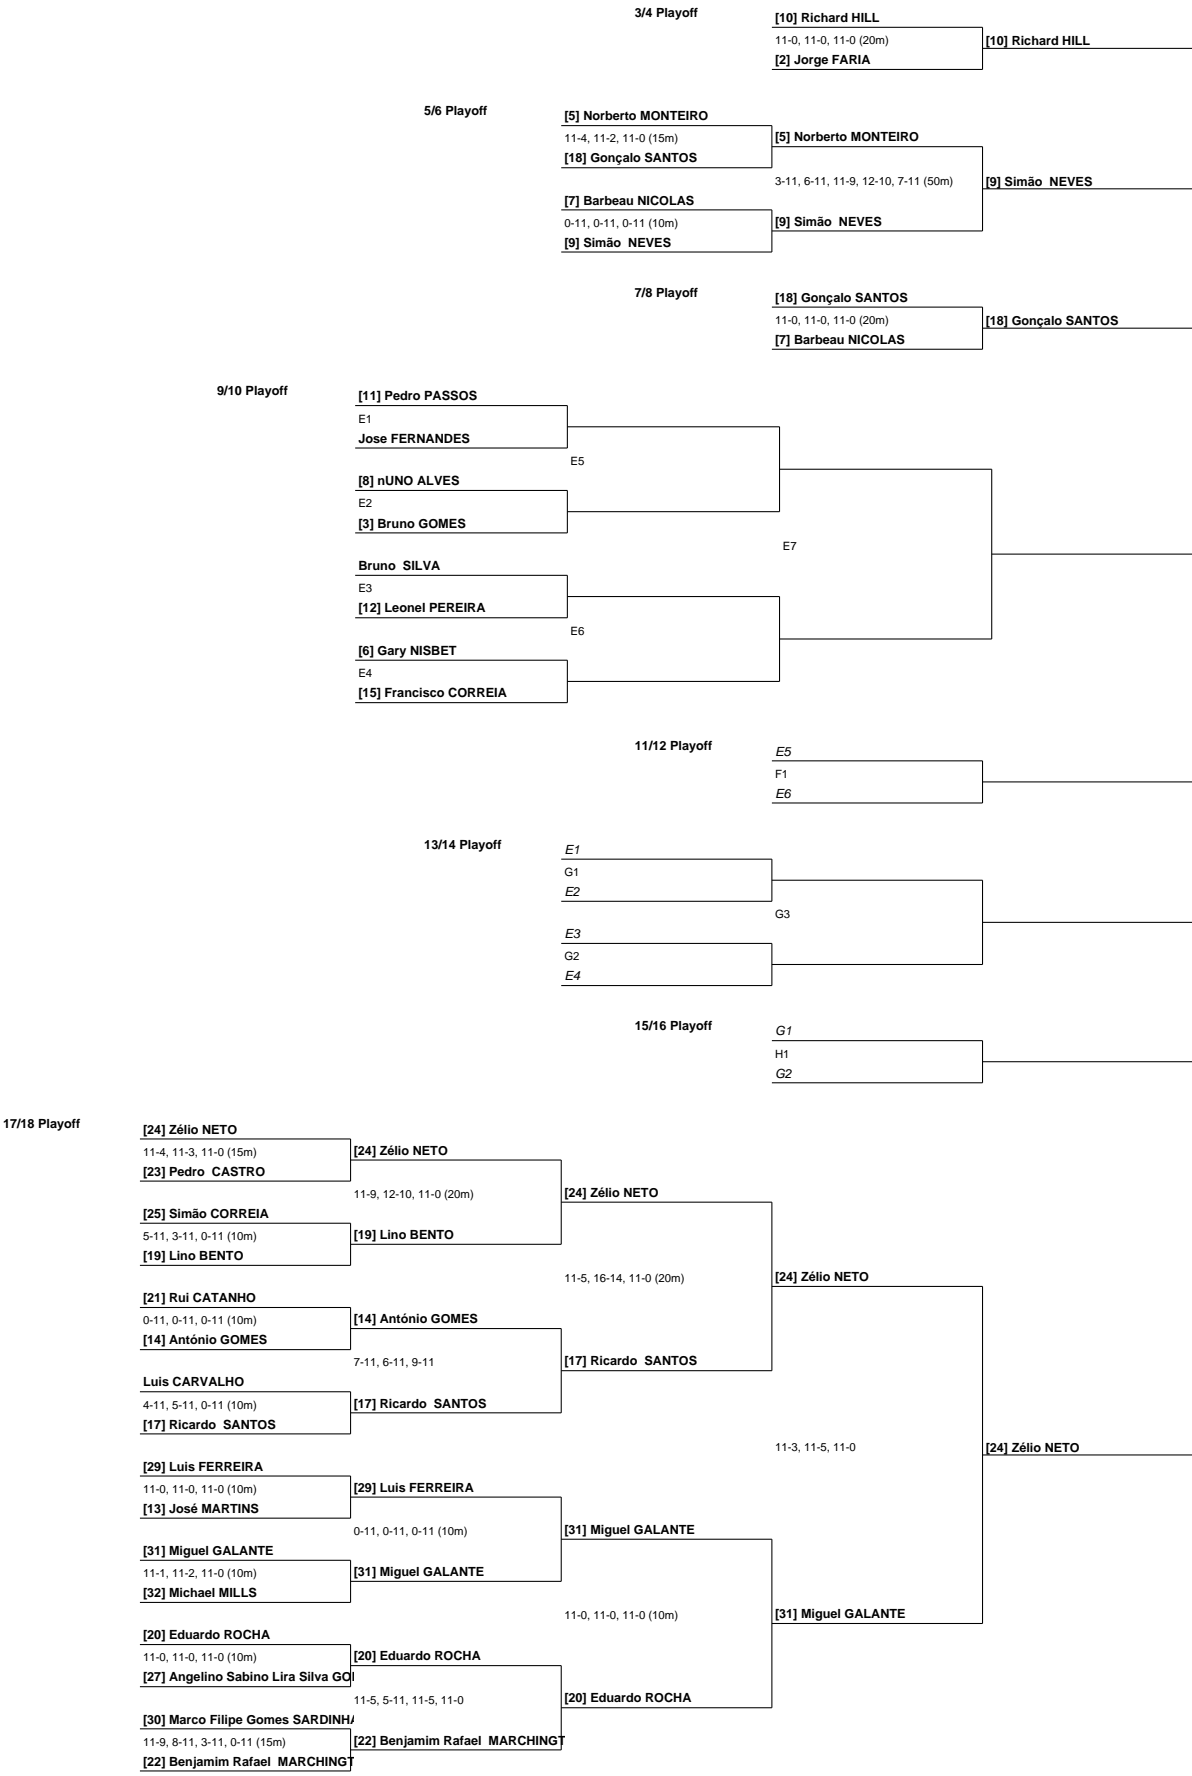 3/4 Playoff
[10] Richard HILL
11-0, 11-0, 11-0 (20m)
[10] Richard HILL
[2] Jorge FARIA
5/6 Playoff
[5] Norberto MONTEIRO
11-4, 11-2, 11-0 (15m)
[5] Norberto MONTEIRO
[18] Gonçalo SANTOS
3-11, 6-11, 11-9, 12-10, 7-11 (50m)
[9] Simão NEVES
[7] Barbeau NICOLAS
0-11, 0-11, 0-11 (10m)
[9] Simão NEVES
[9] Simão NEVES
7/8 Playoff
[18] Gonçalo SANTOS
11-0, 11-0, 11-0 (20m)
[18] Gonçalo SANTOS
[7] Barbeau NICOLAS
9/10 Playoff
[11] Pedro PASSOS
E1
Jose FERNANDES
E5
[8] nUNO ALVES
E2
[3] Bruno GOMES
E7
Bruno SILVA
E3
[12] Leonel PEREIRA
E6
[6] Gary NISBET
E4
[15] Francisco CORREIA
11/12 Playoff
E5
F1
E6
13/14 Playoff
E1
G1
E2
G3
E3
G2
E4
15/16 Playoff
G1
H1
G2
17/18 Playoff
[24] Zélio NETO
11-4, 11-3, 11-0 (15m)
[24] Zélio NETO
[23] Pedro CASTRO
11-9, 12-10, 11-0 (20m)
[24] Zélio NETO
[25] Simão CORREIA
5-11, 3-11, 0-11 (10m)
[19] Lino BENTO
[19] Lino BENTO
11-5, 16-14, 11-0 (20m)
[24] Zélio NETO
[21] Rui CATANHO
0-11, 0-11, 0-11 (10m)
[14] António GOMES
[14] António GOMES
7-11, 6-11, 9-11
[17] Ricardo SANTOS
Luis CARVALHO
4-11, 5-11, 0-11 (10m)
[17] Ricardo SANTOS
[17] Ricardo SANTOS
11-3, 11-5, 11-0
[24] Zélio NETO
[29] Luis FERREIRA
11-0, 11-0, 11-0 (10m)
[29] Luis FERREIRA
[13] José MARTINS
0-11, 0-11, 0-11 (10m)
[31] Miguel GALANTE
[31] Miguel GALANTE
11-1, 11-2, 11-0 (10m)
[31] Miguel GALANTE
[32] Michael MILLS
11-0, 11-0, 11-0 (10m)
[31] Miguel GALANTE
[20] Eduardo ROCHA
11-0, 11-0, 11-0 (10m)
[20] Eduardo ROCHA
[27] Angelino Sabino Lira Silva
11-5, 5-11, 11-5, 11-0
[20] Eduardo ROCHA
[30] Marco Filipe Gomes SARDINHA
11-9, 8-11, 3-11, 0-11 (15m)
[22] Benjamim Rafael MARCHINGT
[22] Benjamim Rafael MARCHINGT